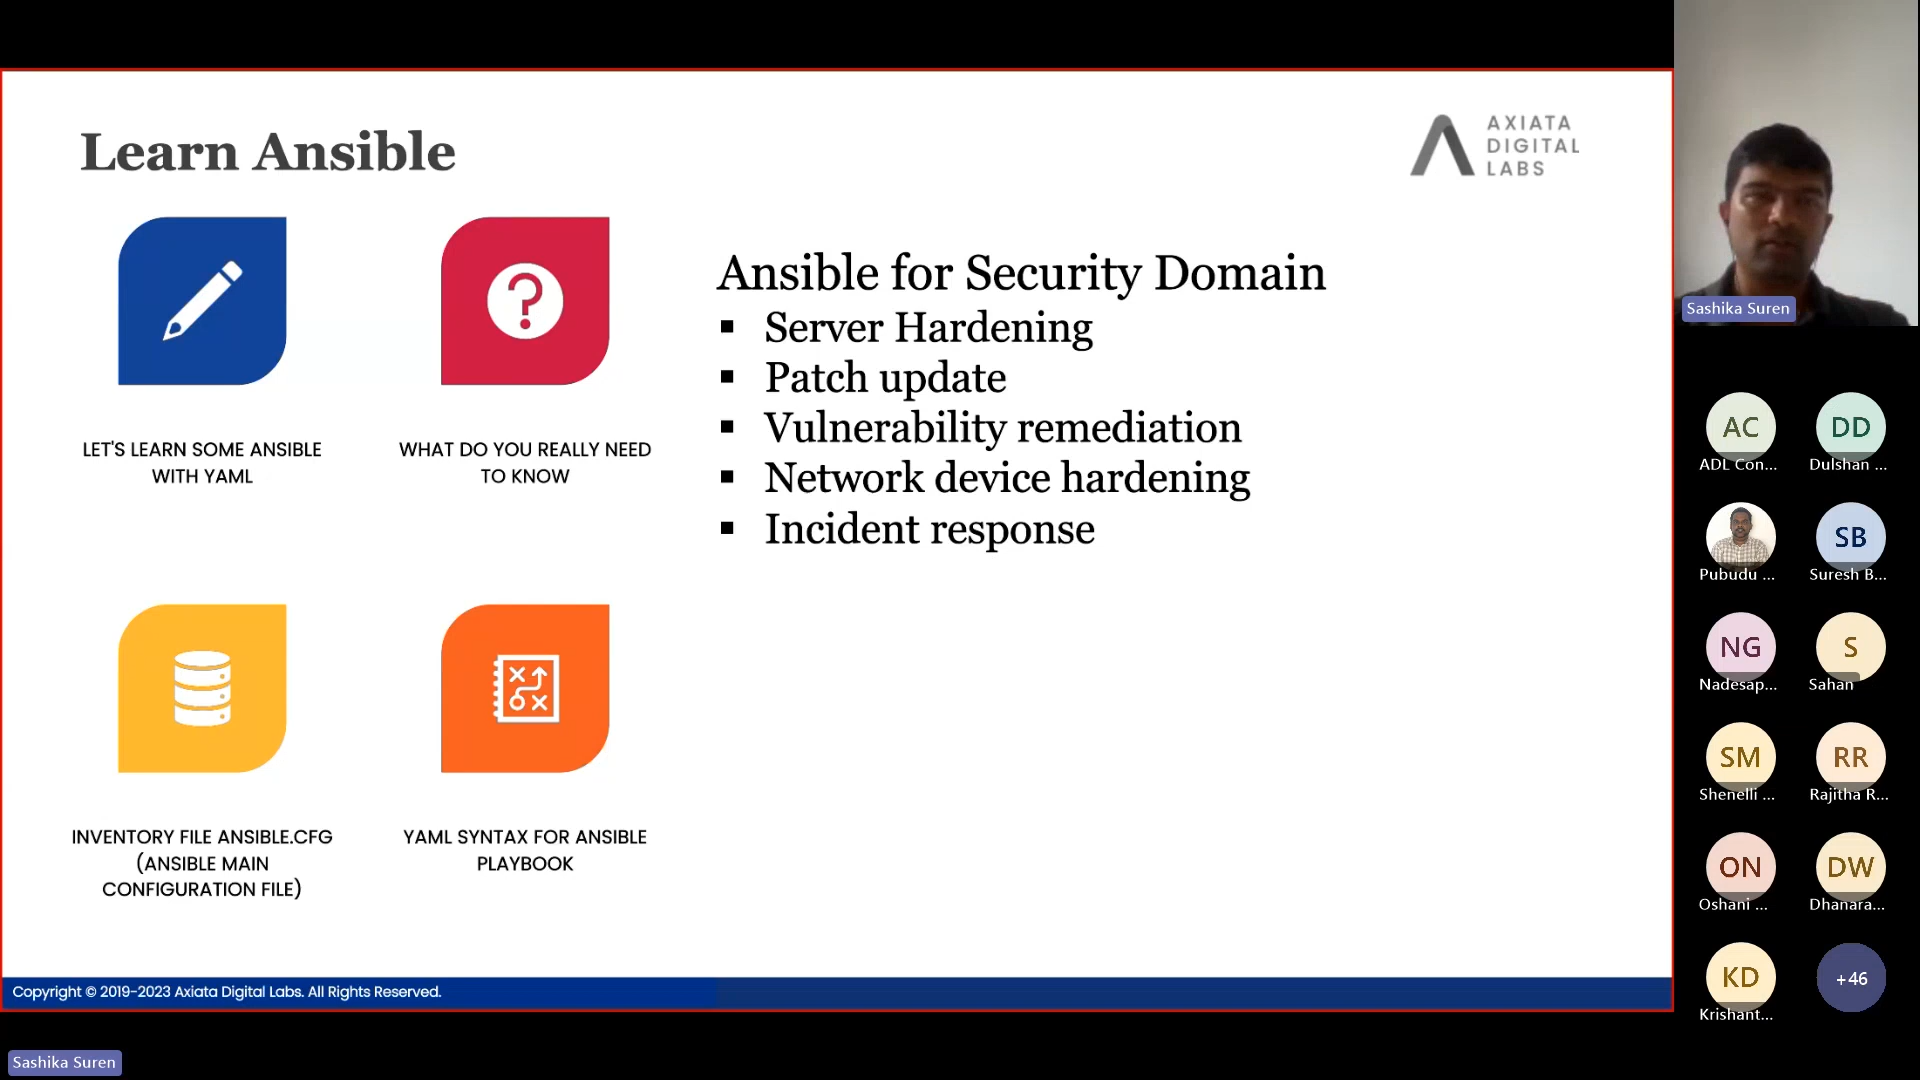 Learn Ansible
AXIATA
DIGITAL
LABS
LET'S LEARN SOME ANSIBLE
WITH YAML
WHAT DO YOU REALLY NEED
TO KNOW
INVENTORY FILE ANSIBLE.CFG
(ANSIBLE MAIN
CONFIGURATION FILE)
YAML SYNTAX FOR ANSIBLE
PLAYBOOK
Ansible for Security Domain
▪ Server Hardening
▪ Patch update
▪ Vulnerability remediation
▪ Network device hardening
▪ Incident response
Copyright © 2019-2023 Axiata Digital Labs. All Rights Reserved.
Sashika Suren
Sashika Suren
AC
ADL Con...
DD
Dulshan ...
Pubudu ...
SB
Suresh B...
NG
Nadesap...
S
Sahan
SM
Shenelli ...
RR
Rajitha R...
ON
Oshani ...
DW
Dhanara...
KD
Krishant...
+46